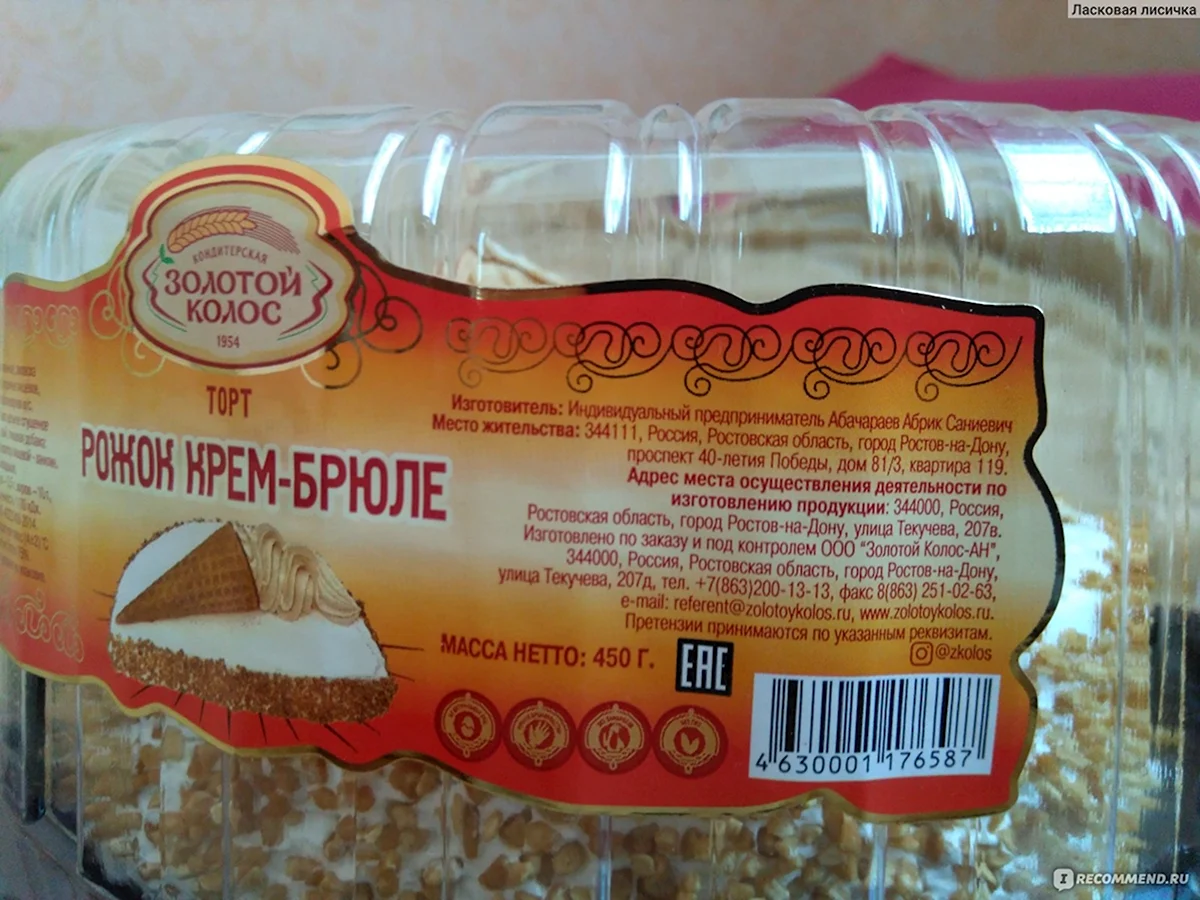 Ласковая лисичка
КОНДИТЕРСКАЯ
ЗОЛОТОЙ
КОЛОС
1954
ТОРТ
РОЖОК КРЕМ-БРЮЛЕ
Изготовитель: Индивидуальный предприниматель Абачараев Абрик Саниевич
Место жительства: 344111, Россия, Ростовская область, город Ростов-на-Дону,
проспект 40-летия Победы, дом 81/3, квартира 119.
Адрес места осуществления деятельности по
изготовлению продукции: 344000, Россия,
Ростовская область, город Ростов-на-Дону, улица Текучева, 207в.
Изготовлено по заказу и под контролем ООО "Золотой Колос-АН",
344000, Россия, Ростовская область, город Ростов-на-Дону,
улица Текучева, 207д, тел. +7(863)200-13-13, факс 8(863) 251-02-63,
e-mail: referent@zolotoykolos.ru, www.zolotoykolos.ru.
Претензии принимаются по указанным реквизитам.
@zkolos
МАССА НЕТТО: 450 Г.
EAC
4 630001 176587
IRECOMMEND.RU